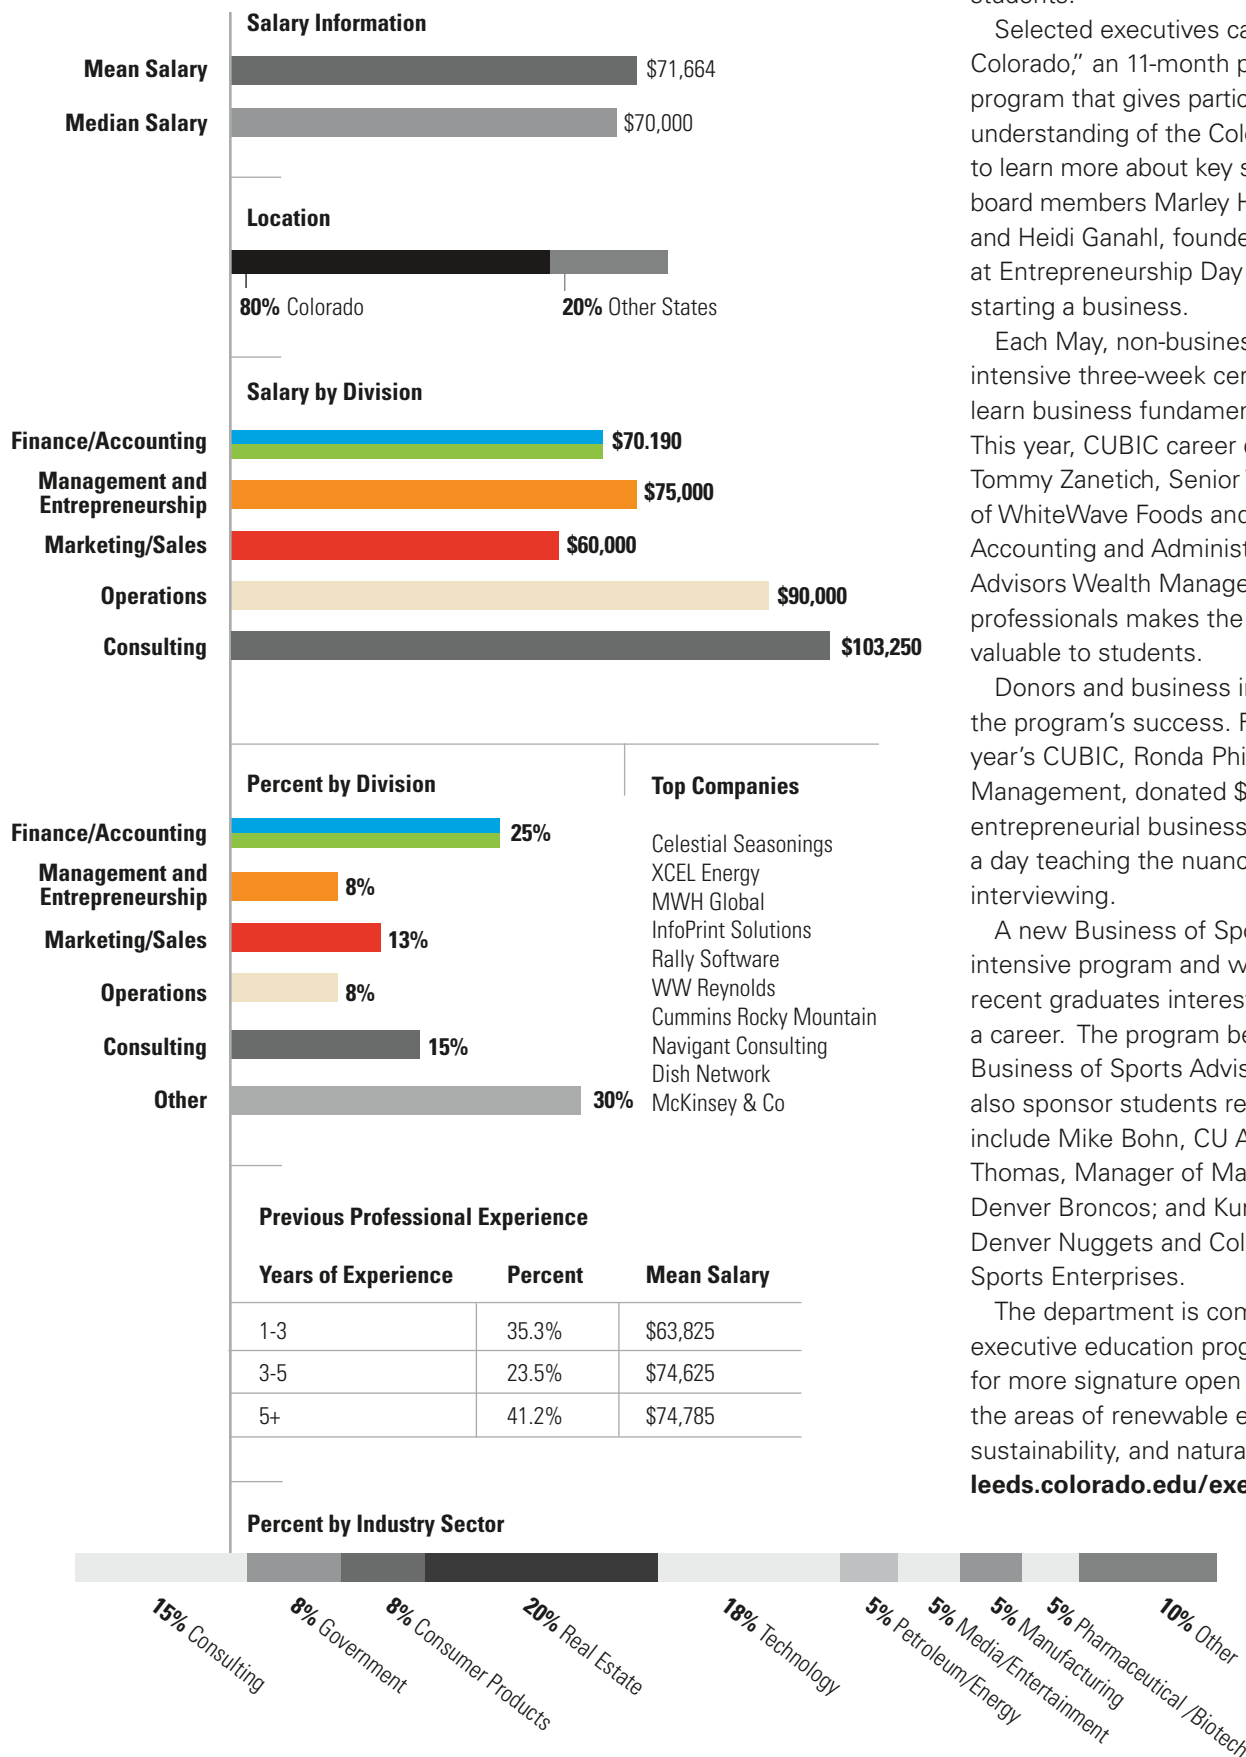 Salary Information
Mean Salary $71,664
Median Salary $70,000
Location
80% Colorado 20% Other States
Salary by Division
Finance/Accounting $70.190
Management and
Entrepreneurship $75,000
Marketing/Sales $60,000
Operations $90,000
Consulting $103,250
Percent by Division
Finance/Accounting 25%
Management and
Entrepreneurship 8%
Marketing/Sales 13%
Operations 8%
Consulting 15%
Other 30%
Top Companies
Celestial Seasonings
XCEL Energy
MWH Global
InfoPrint Solutions
Rally Software
WW Reynolds
Cummins Rocky Mountain
Navigant Consulting
Dish Network
McKinsey & Co
Previous Professional Experience
Years of Experience Percent Mean Salary
1-3 35.3% $63,825
3-5 23.5% $74,625
5+ 41.2% $74,785
Percent by Industry Sector
15% Consulting
8% Government
8% Consumer Products
20% Real Estate
18% Technology
5% Petroleum/Energy
5% Media/Entertainment
5% Manufacturing
5% Pharmaceutical /Biotech
10% Other
students.
Selected executives ca
Colorado,” an 11-month p
program that gives partic
understanding of the Col
to learn more about key s
board members Marley H
and Heidi Ganahl, founde
at Entrepreneurship Day
starting a business.
Each May, non-busines
intensive three-week cer
learn business fundamen
This year, CUBIC career
Tommy Zanetich, Senior
of WhiteWave Foods and
Accounting and Administ
Advisors Wealth Manage
professionals makes the
valuable to students.
Donors and business i
the program’s success. F
year’s CUBIC, Ronda Phi
Management, donated $
entrepreneurial business
a day teaching the nuanc
interviewing.
A new Business of Spo
intensive program and w
recent graduates interes
a career. The program be
Business of Sports Advis
also sponsor students re
include Mike Bohn, CU A
Thomas, Manager of Ma
Denver Broncos; and Kur
Denver Nuggets and Col
Sports Enterprises.
The department is com
executive education prog
for more signature open
the areas of renewable e
sustainability, and natura
leeds.colorado.edu/exe